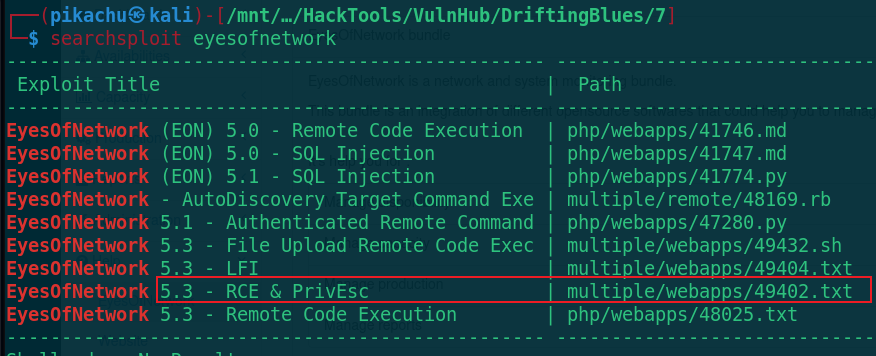 ┌──(pikachu㉿kali)-[/mnt/…/HackTools/VulnHub/DriftingBlues/7]
└─$ searchsploit eyesofnetwork
Exploit Title | Path
EyesOfNetwork (EON) 5.0 - Remote Code Execution | php/webapps/41746.md
EyesOfNetwork (EON) 5.0 - SQL Injection | php/webapps/41747.md
EyesOfNetwork (EON) 5.1 - SQL Injection | php/webapps/41774.py
EyesOfNetwork - AutoDiscovery Target Command Exe | multiple/remote/48169.rb
EyesOfNetwork 5.1 - Authenticated Remote Command | php/webapps/47280.py
EyesOfNetwork 5.3 - File Upload Remote Code Exec | multiple/webapps/49432.sh
EyesOfNetwork 5.3 - LFI | multiple/webapps/49404.txt
EyesOfNetwork 5.3 - RCE & PrivEsc | multiple/webapps/49402.txt
EyesOfNetwork 5.3 - Remote Code Execution | php/webapps/48025.txt